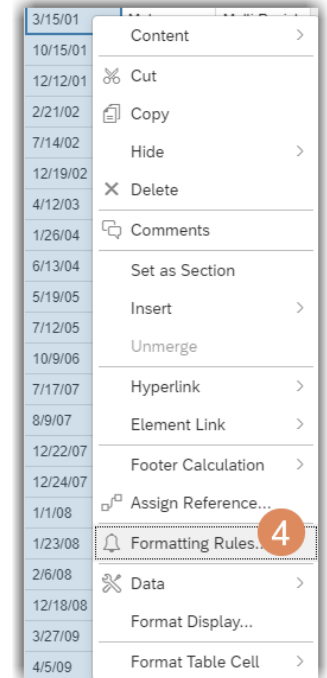 3/15/01
Content
10/15/01
12/12/01
Cut
2/21/02
Copy
7/14/02
Hide
12/19/02
Delete
4/12/03
1/26/04
Comments
6/13/04
Set as Section
5/19/05
Insert
7/12/05
Unmerge
10/9/06
7/17/07
Hyperlink
8/9/07
Element Link
12/22/07
Footer Calculation
12/24/07
1/1/08
Assign Reference...
1/23/08
Formatting Rules..
4
2/6/08
Data
12/18/08
Format Display...
3/27/09
4/5/09
Format Table Cell